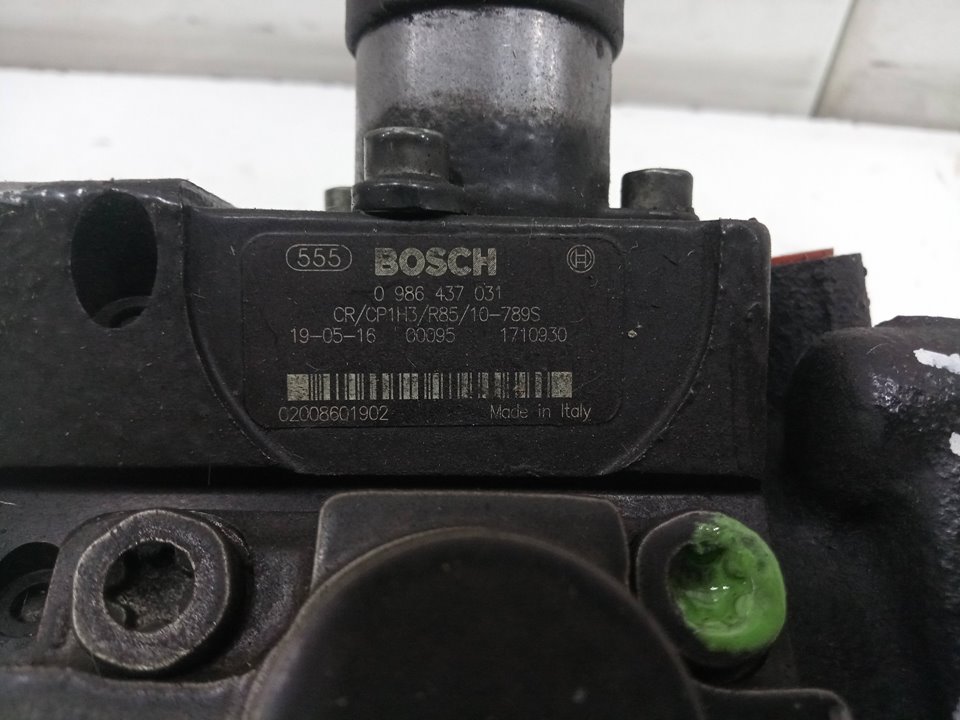 555 BOSCH
0 986 437 031
CR/CP1H3/R85/10-789S
19-05-16 00095 1710930
02008601902 Made in Italy